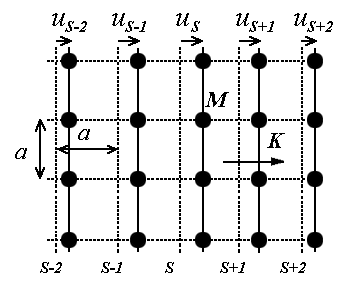 u_{s-2} u_{s-1} u_s u_{s+1} u_{s+2}
M
a
a
K
s-2 s-1 s s+1 s+2